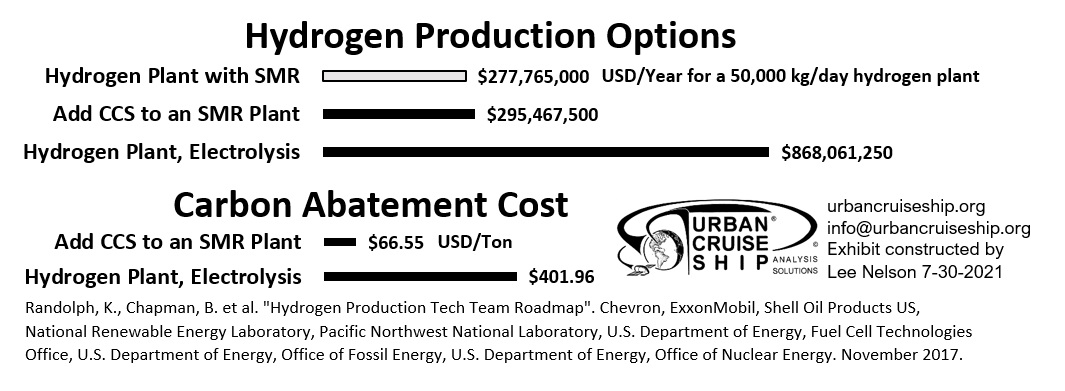 Hydrogen Production Options
Hydrogen Plant with SMR $277,765,000 USD/Year for a 50,000 kg/day hydrogen plant
Add CCS to an SMR Plant $295,467,500
Hydrogen Plant, Electrolysis $868,061,250
Carbon Abatement Cost
Add CCS to an SMR Plant $66.55 USD/Ton
Hydrogen Plant, Electrolysis $401.96
URBAN®
CRUISE
SHIP©
ANALYSIS
SOLUTIONS
urbancruiseship.org
info@urbancruiseship.org
Exhibit constructed by
Lee Nelson 7-30-2021
Randolph, K., Chapman, B. et al. "Hydrogen Production Tech Team Roadmap". Chevron, ExxonMobil, Shell Oil Products US,
National Renewable Energy Laboratory, Pacific Northwest National Laboratory, U.S. Department of Energy, Fuel Cell Technologies
Office, U.S. Department of Energy, Office of Fossil Energy, U.S. Department of Energy, Office of Nuclear Energy. November 2017.